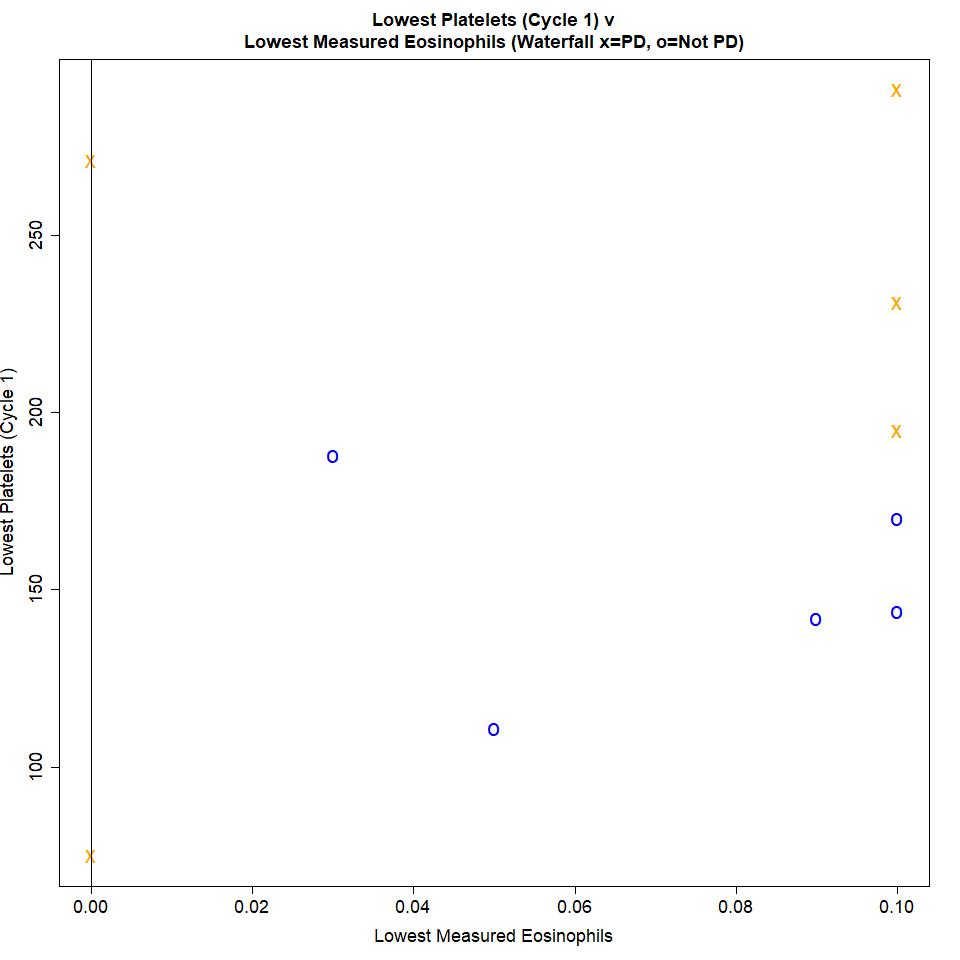 Lowest Platelets (Cycle 1) v
Lowest Measured Eosinophils (Waterfall x=PD, o=Not PD)
Lowest Platelets (Cycle 1)
250
200
150
100
X
X
X
X
X
O
O
O
O
O
0.00 0.02 0.04 0.06 0.08 0.10
Lowest Measured Eosinophils